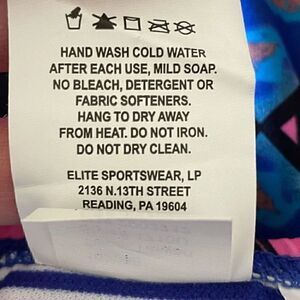 HAND WASH COLD WATER
AFTER EACH USE, MILD SOAP.
NO BLEACH, DETERGENT OR
FABRIC SOFTENERS.
HANG TO DRY AWAY
FROM HEAT. DO NOT IRON.
DO NOT DRY CLEAN.
ELITE SPORTSWEAR, LP
2136 N.13TH STREET
READING, PA 19604